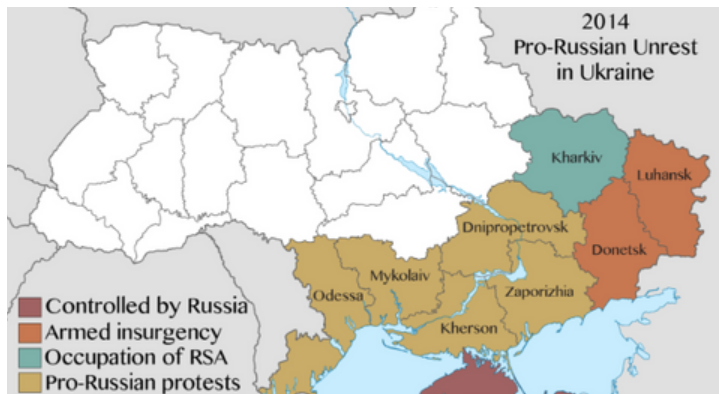 2014
Pro-Russian Unrest
in Ukraine
Kharkiv
Luhansk
Dnipropetrovsk
Donetsk
Mykolaiv
Odessa
Zaporizhia
Kherson
Controlled by Russia
Armed insurgency
Occupation of RSA
Pro-Russian protests